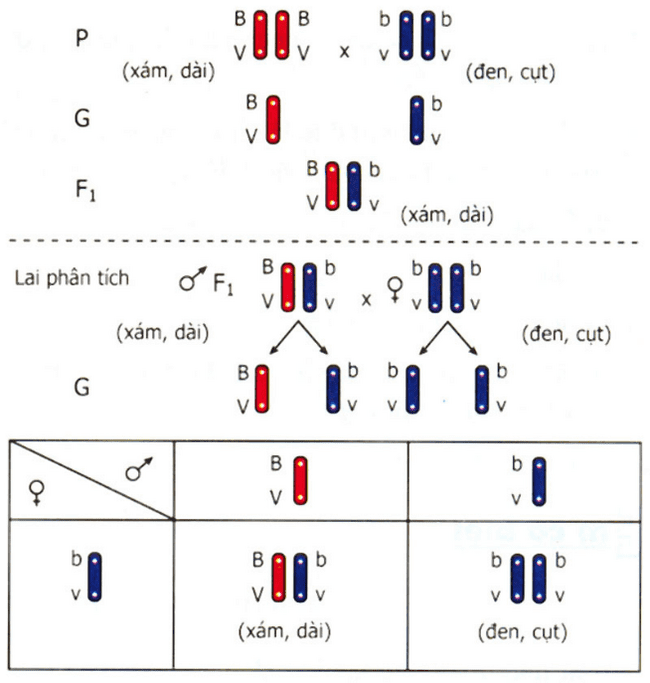 P B V B V x b v b v
(xám, dài) (đen, cụt)
G B V b v
F1 B V b v
(xám, dài)
Lai phân tích ♂ F1 B V b v x ♀ b v b v
(xám, dài) (đen, cụt)
G B V b v b v b v
♀ ♂ B V b v
b v B V b v b v b v
(xám, dài) (đen, cụt)